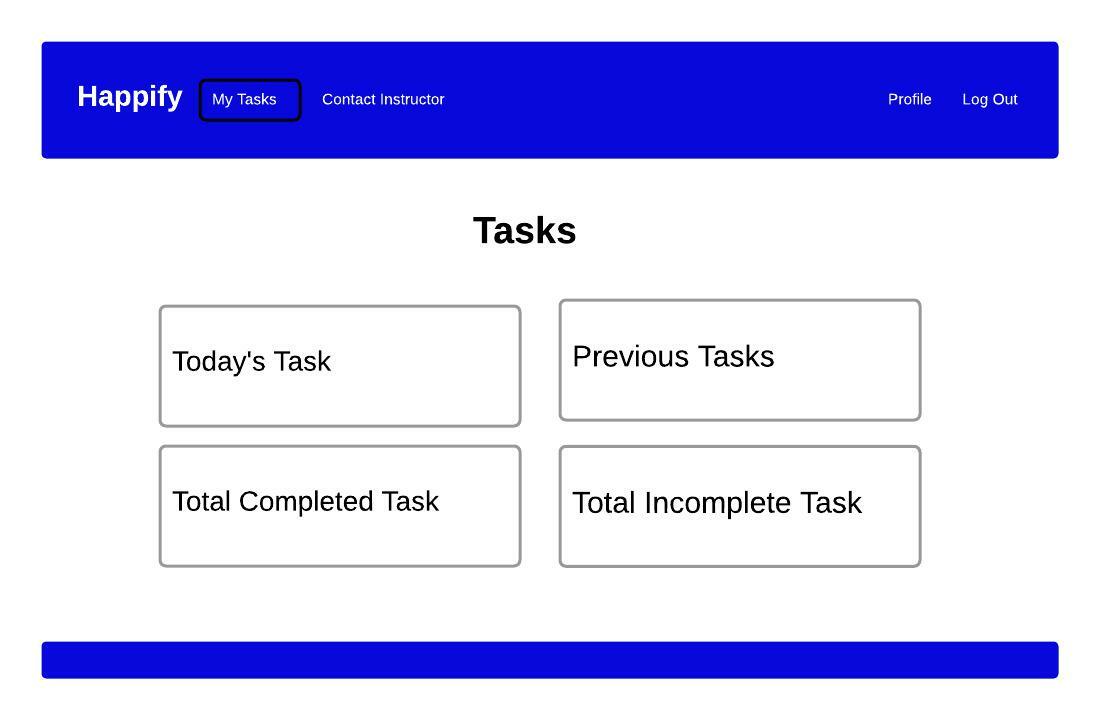 Happify
My Tasks
Contact Instructor
Profile
Log Out
Tasks
Today's Task
Previous Tasks
Total Completed Task
Total Incomplete Task